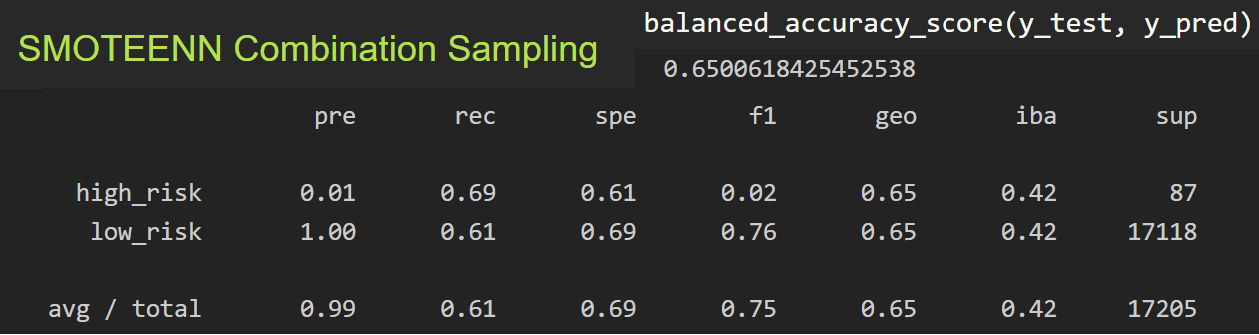 SMOTEENN Combination Sampling
balanced_accuracy_score(y_test, y_pred)
0.6500618425452538
pre rec spe f1 geo iba sup
high_risk 0.01 0.69 0.61 0.02 0.65 0.42 87
low_risk 1.00 0.61 0.69 0.76 0.65 0.42 17118
avg / total 0.99 0.61 0.69 0.75 0.65 0.42 17205